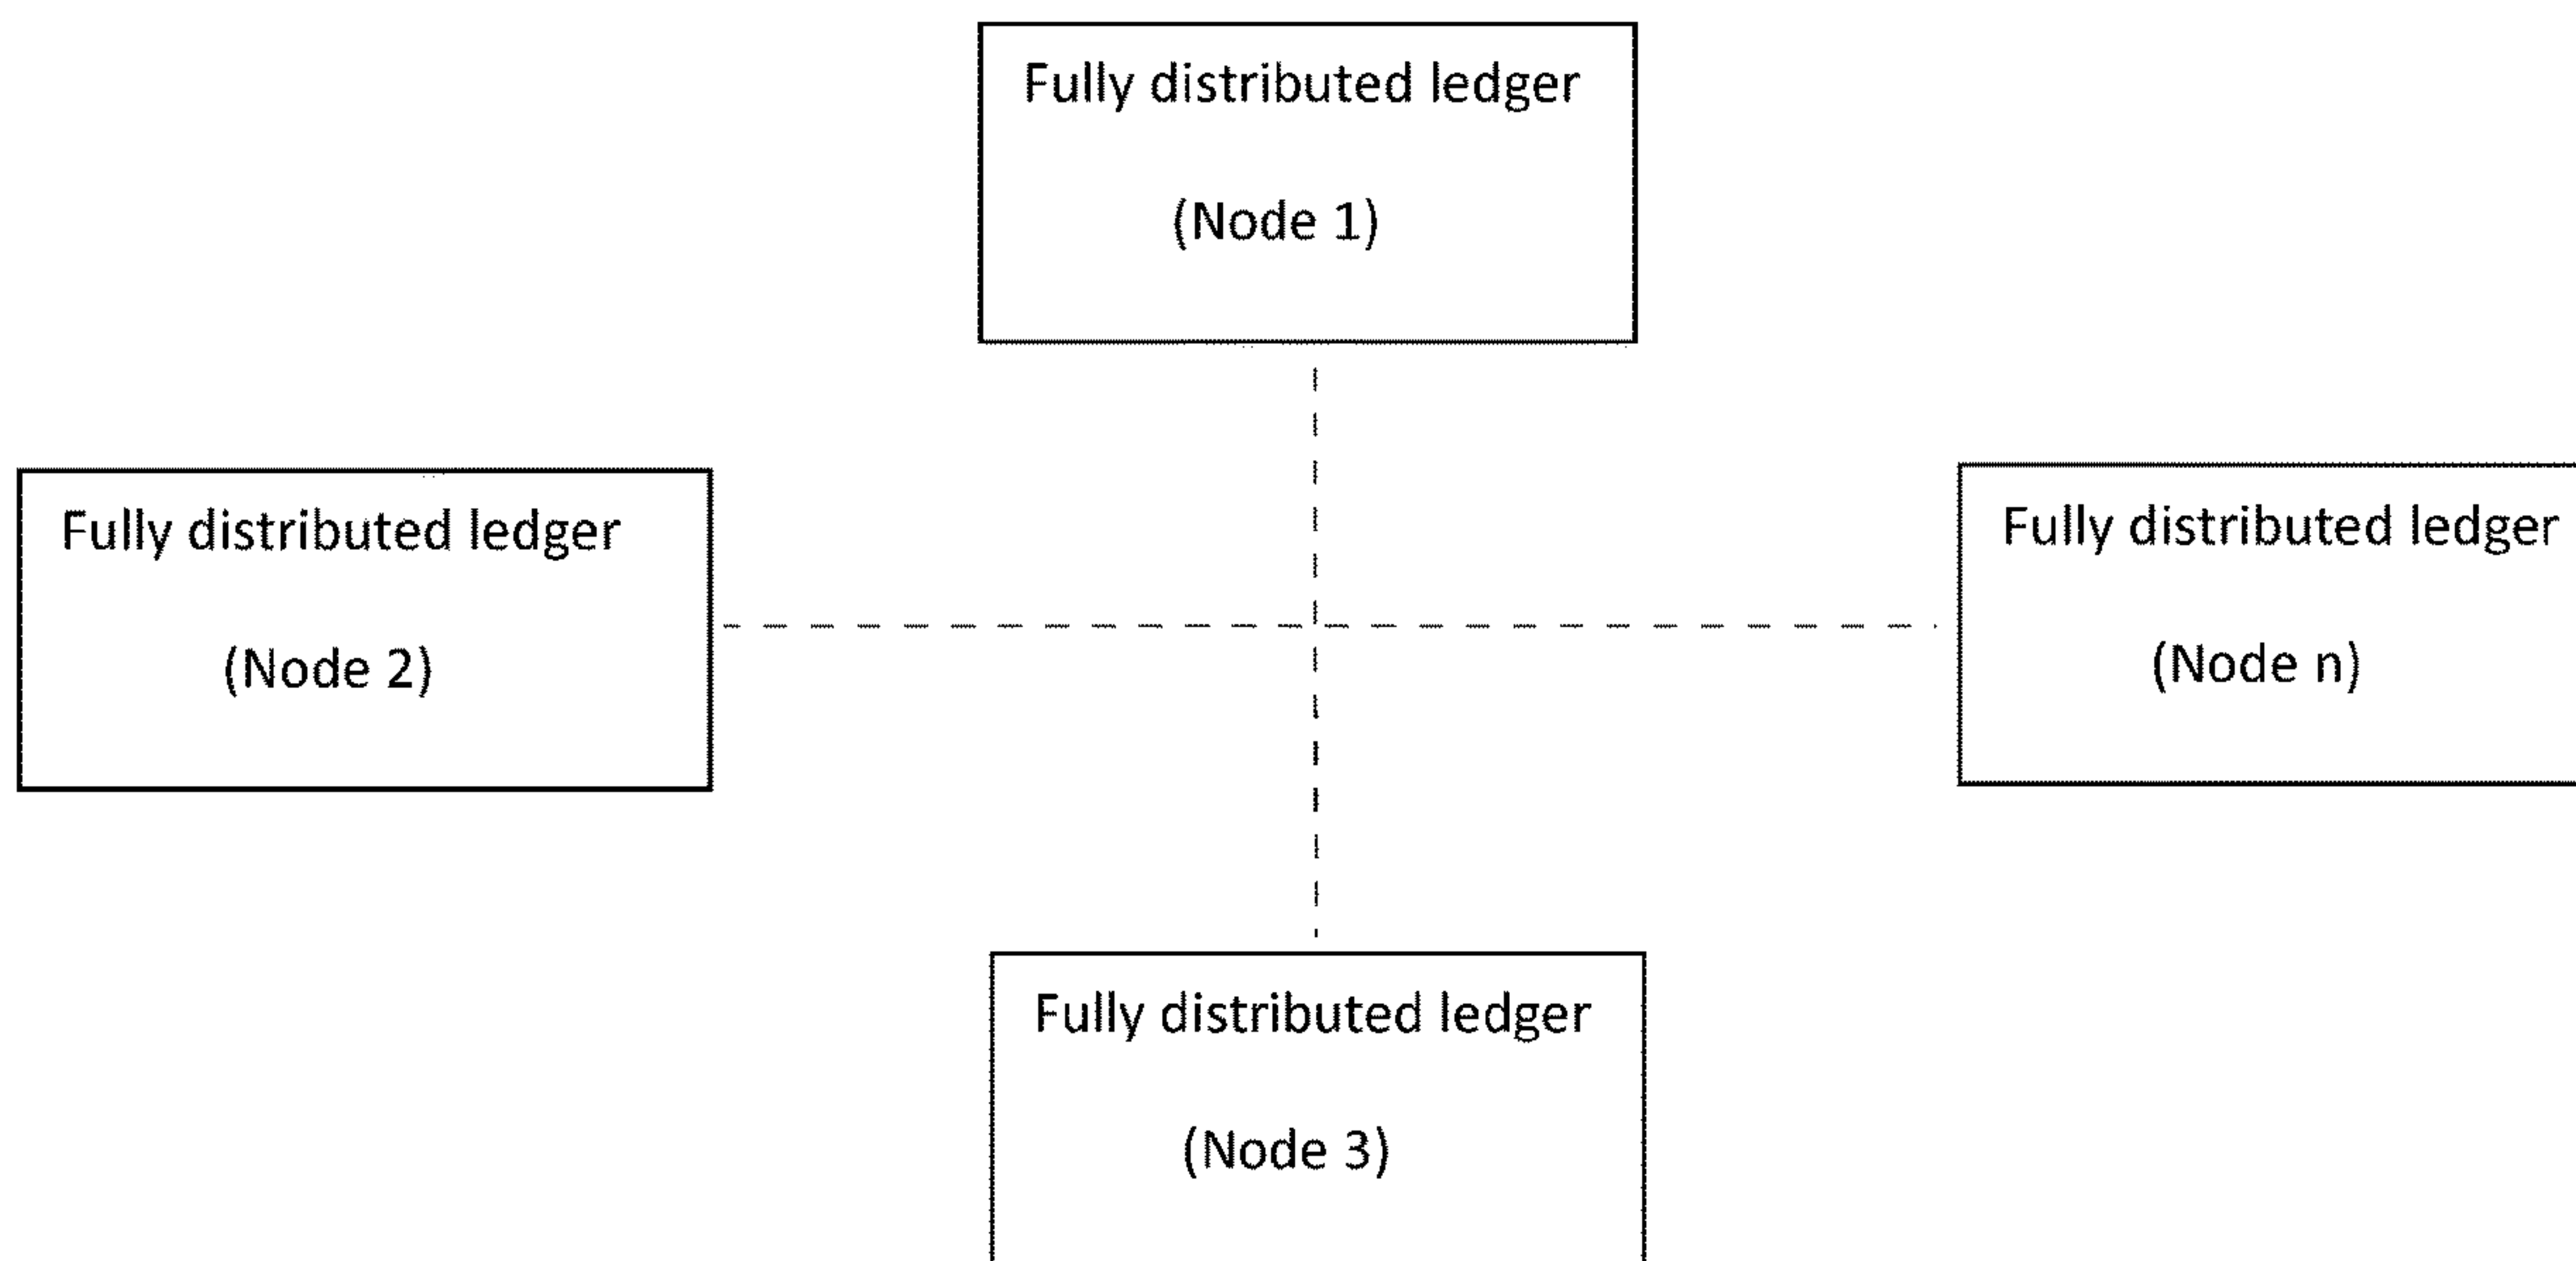 Fully distributed ledger
(Node 1)
Fully distributed ledger
(Node 2)
Fully distributed ledger
(Node n)
Fully distributed ledger
(Node 3)